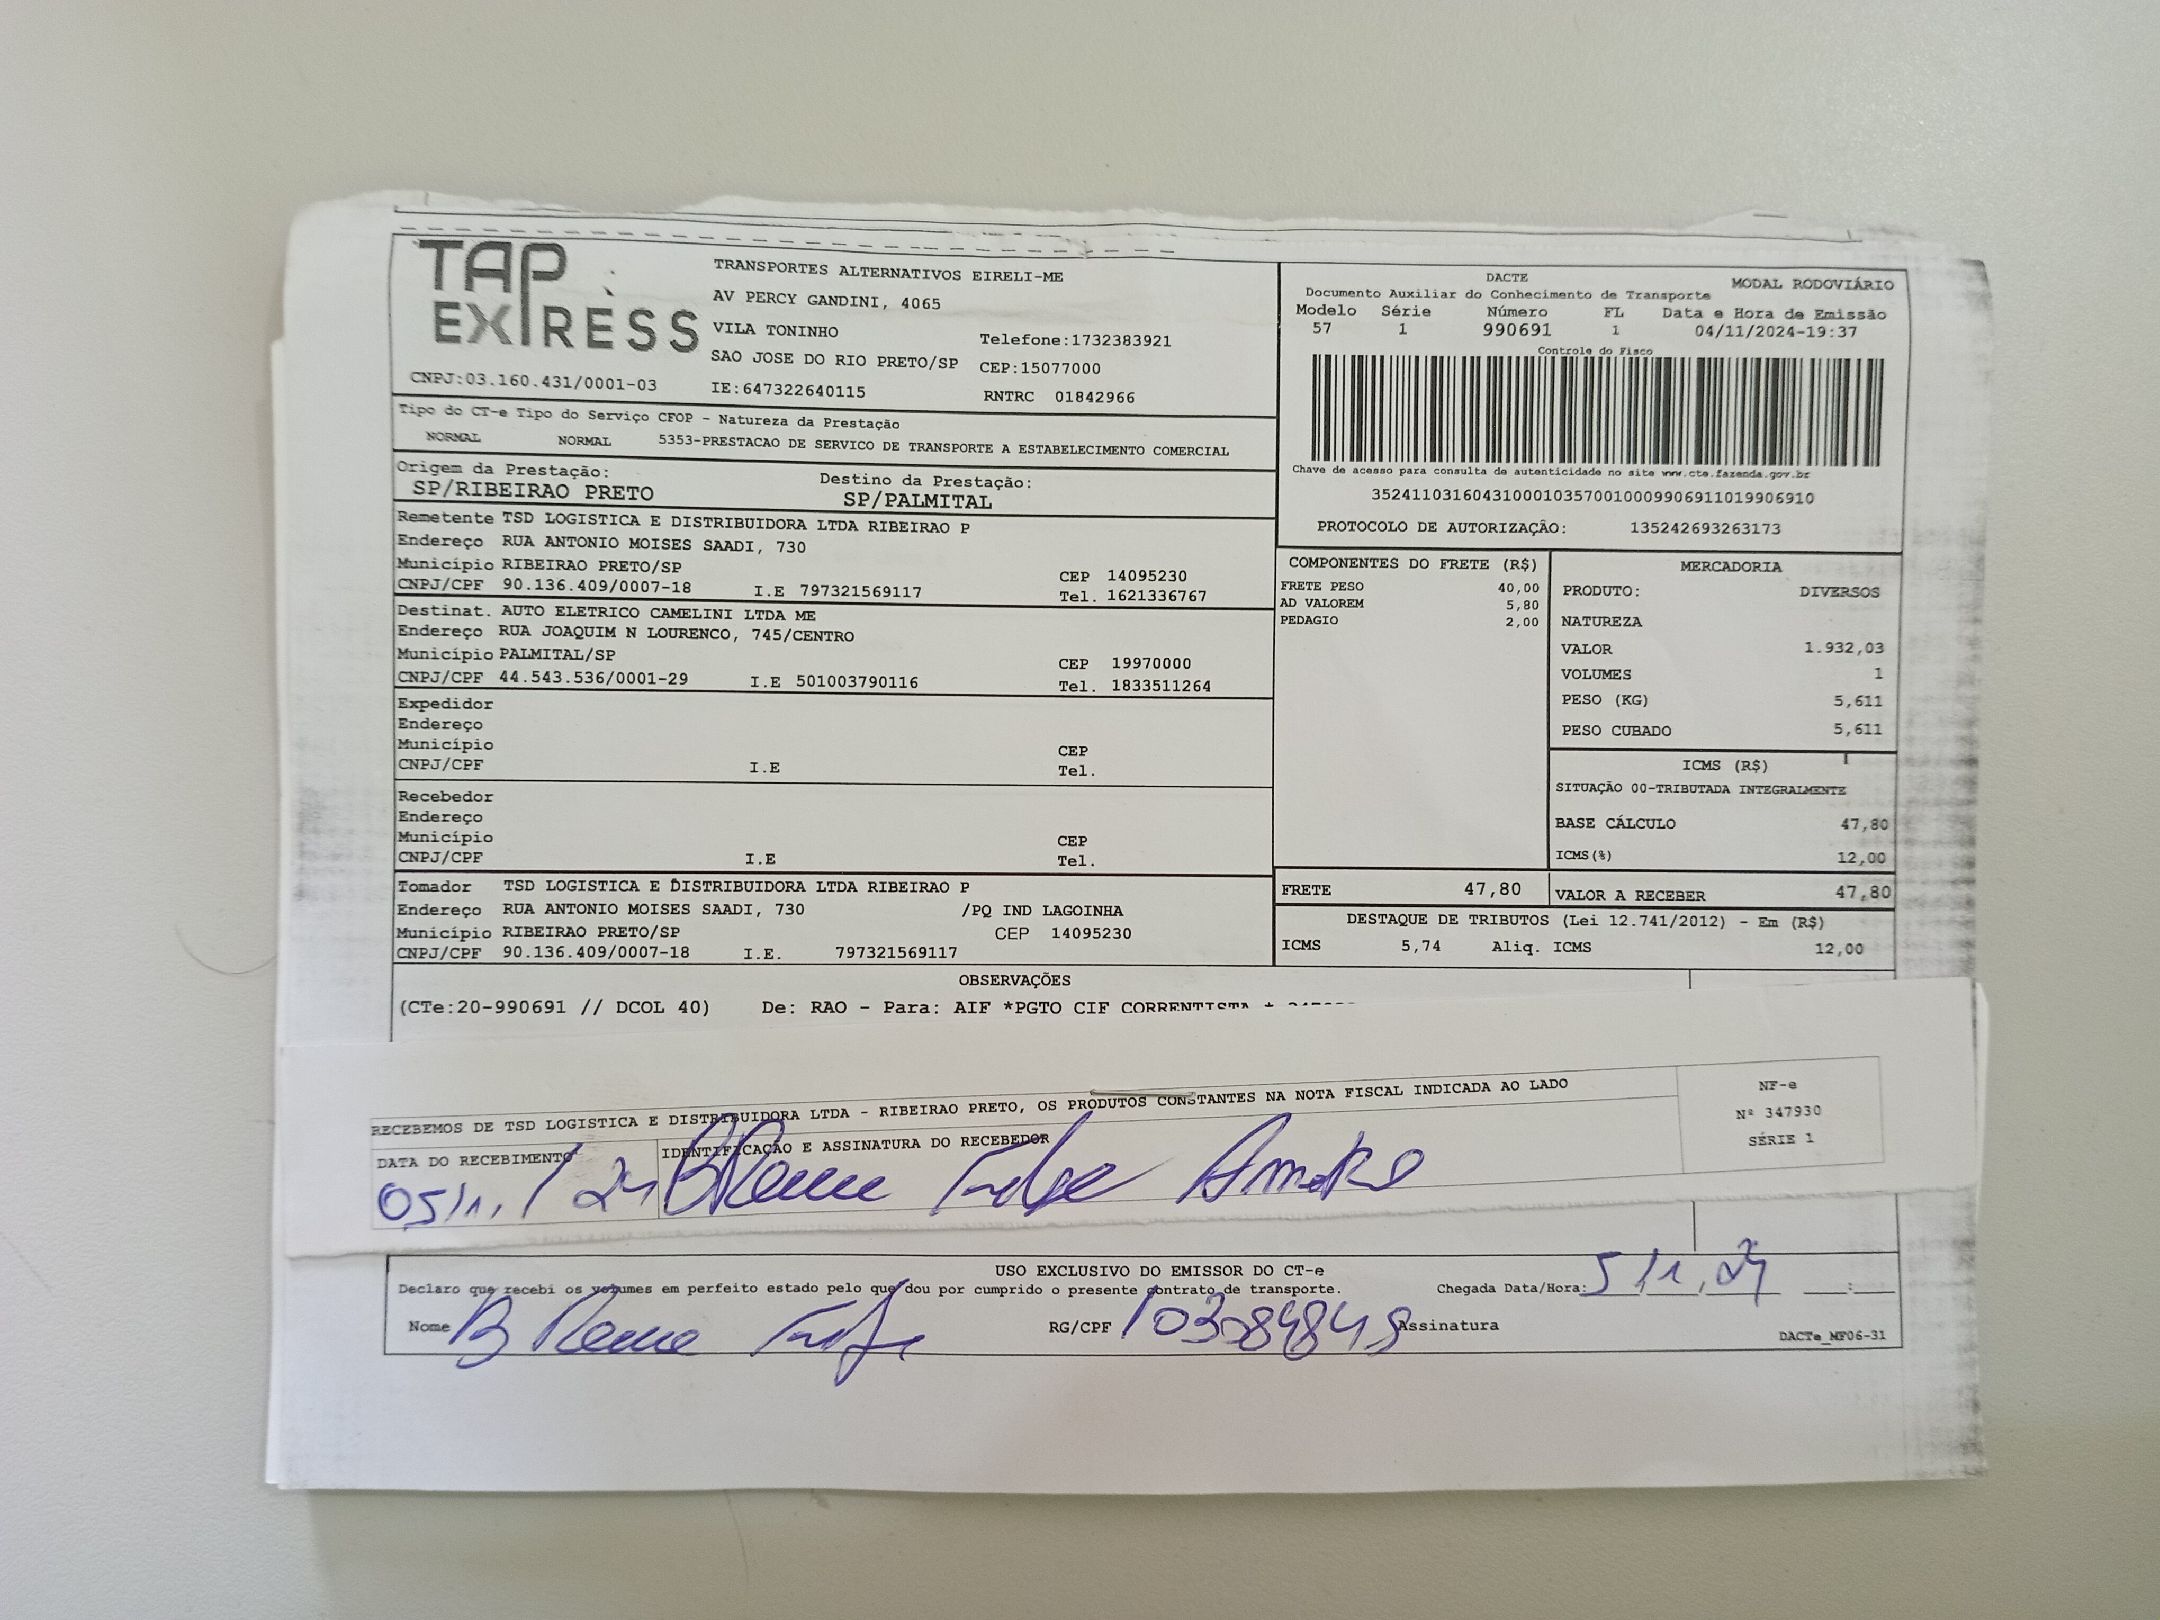 TAP EXPRESS
CNPJ:03.160.431/0001-03
TRANSPORTES ALTERNATIVOS EIRELI-ME
AV PERCY GANDINI, 4065
VILA TONINHO
Telefone:1732383921
SAO JOSE DO RIO PRETO/SP CEP:15077000
IE:647322640115 RNTRC 01842966
DACTE MODAL RODOVIÁRIO
Documento Auxiliar do Conhecimento de Transporte
Modelo Série Número FL Data e Hora de Emissão
57 1 990691 1 04/11/2024-19:37
Controle do Fisco
Chave de acesso para consulta de autenticidade no site www.cte.fazenda.gov.br
35241103160431000103570010009906911019906910
PROTOCOLO DE AUTORIZAÇÃO: 135242693263173
Tipo do CT-e Tipo do Serviço CFOP - Natureza da Prestação
NORMAL NORMAL 5353-PRESTACAO DE SERVICO DE TRANSPORTE A ESTABELECIMENTO COMERCIAL
Origem da Prestação: Destino da Prestação:
SP/RIBEIRAO PRETO SP/PALMITAL
Remetente TSD LOGISTICA E DISTRIBUIDORA LTDA RIBEIRAO P
Endereço RUA ANTONIO MOISES SAADI, 730
Município RIBEIRAO PRETO/SP CEP 14095230
CNPJ/CPF 90.136.409/0007-18 I.E 797321569117 Tel. 1621336767
Destinat. AUTO ELETRICO CAMELINI LTDA ME
Endereço RUA JOAQUIM N LOURENCO, 745/CENTRO
Município PALMITAL/SP CEP 19970000
CNPJ/CPF 44.543.536/0001-29 I.E 501003790116 Tel. 1833511264
Expedidor
Endereço
Município CEP
CNPJ/CPF I.E Tel.
Recebedor
Endereço
Município CEP
CNPJ/CPF I.E Tel.
Tomador TSD LOGISTICA E DISTRIBUIDORA LTDA RIBEIRAO P
Endereço RUA ANTONIO MOISES SAADI, 730 /PQ IND LAGOINHA
Município RIBEIRAO PRETO/SP CEP 14095230
CNPJ/CPF 90.136.409/0007-18 I.E. 797321569117
COMPONENTES DO FRETE (R$)
FRETE PESO 40,00
AD VALOREM 5,80
PEDAGIO 2,00
MERCADORIA
PRODUTO: DIVERSOS
NATUREZA
VALOR 1.932,03
VOLUMES 1
PESO (KG) 5,611
PESO CUBADO 5,611
ICMS (R$)
SITUAÇÃO 00-TRIBUTADA INTEGRALMENTE
BASE CÁLCULO 47,80
ICMS(%) 12,00
FRETE 47,80 VALOR A RECEBER 47,80
DESTAQUE DE TRIBUTOS (Lei 12.741/2012) - Em (R$)
ICMS 5,74 Aliq. ICMS 12,00
OBSERVAÇÕES
(CTe:20-990691 // DCOL 40) De: RAO - Para: AIF *PGTO CIF CORRENTISTA *
RECEBEMOS DE TSD LOGISTICA E DISTRIBUIDORA LTDA - RIBEIRAO PRETO, OS PRODUTOS CONSTANTES NA NOTA FISCAL INDICADA AO LADO
DATA DO RECEBIMENTO IDENTIFICAÇÃO E ASSINATURA DO RECEBEDOR
05/11/24
NF-e
Nº 347930
SÉRIE 1
USO EXCLUSIVO DO EMISSOR DO CT-e
Declaro que recebi os volumes em perfeito estado pelo que dou por cumprido o presente contrato de transporte. Chegada Data/Hora: 5/11/24 :
Nome RG/CPF Assinatura
DACTe_MF06-31